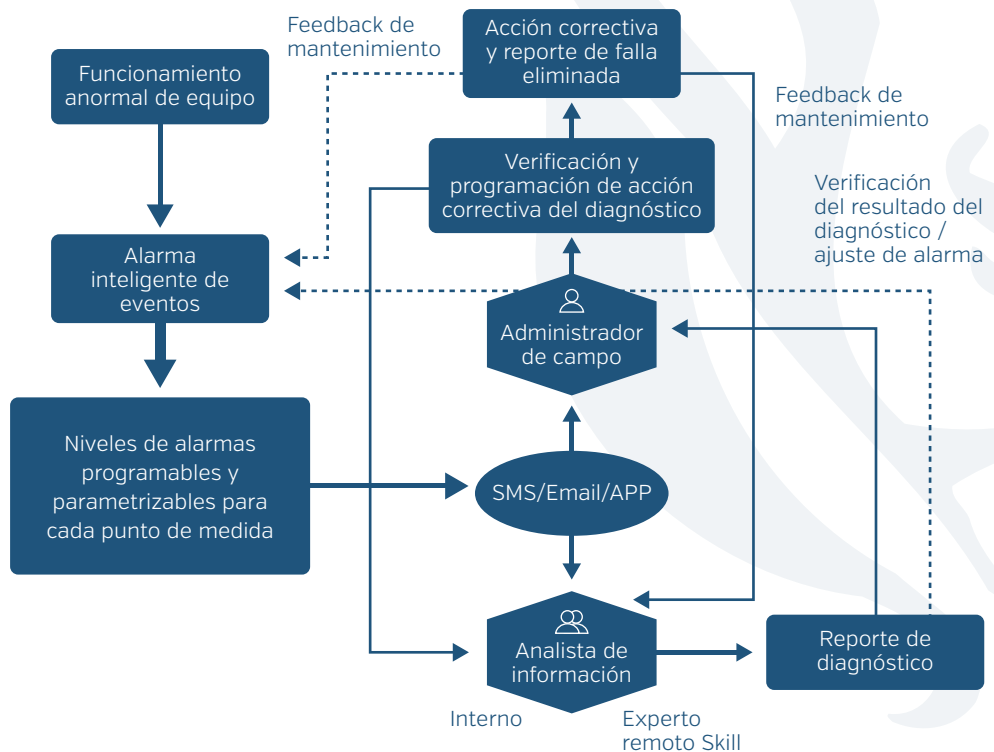 Feedback de
mantenimiento
Acción correctiva
y reporte de falla
eliminada
Funcionamiento
anormal de equipo
Feedback de
mantenimiento
Verificación y
programación de acción
correctiva del diagnóstico
Verificación
del resultado del
diagnóstico /
ajuste de alarma
Alarma
inteligente de
eventos
Administrador
de campo
Niveles de alarmas
programables y
parametrizables para
cada punto de medida
SMS/Email/APP
Analista de
información
Reporte de
diagnóstico
Interno
Experto
remoto Skill